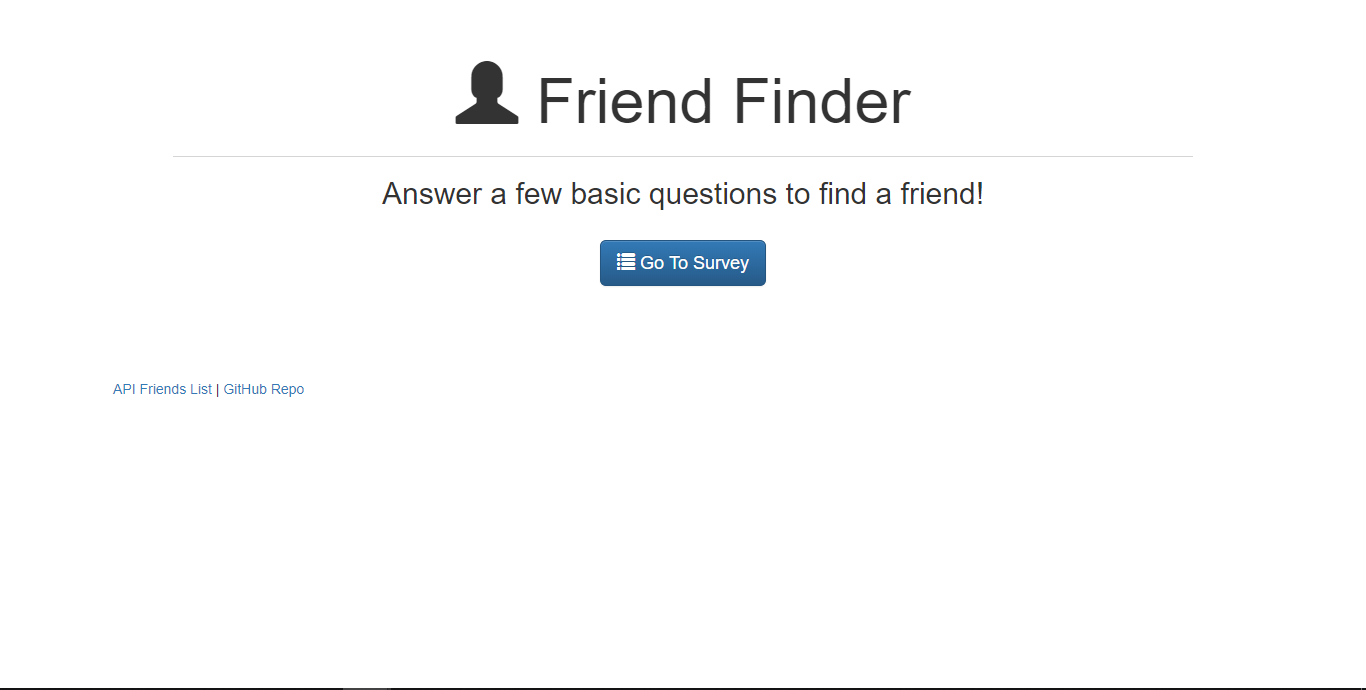 Friend Finder
Answer a few basic questions to find a friend!
Go To Survey
API Friends List | GitHub Repo